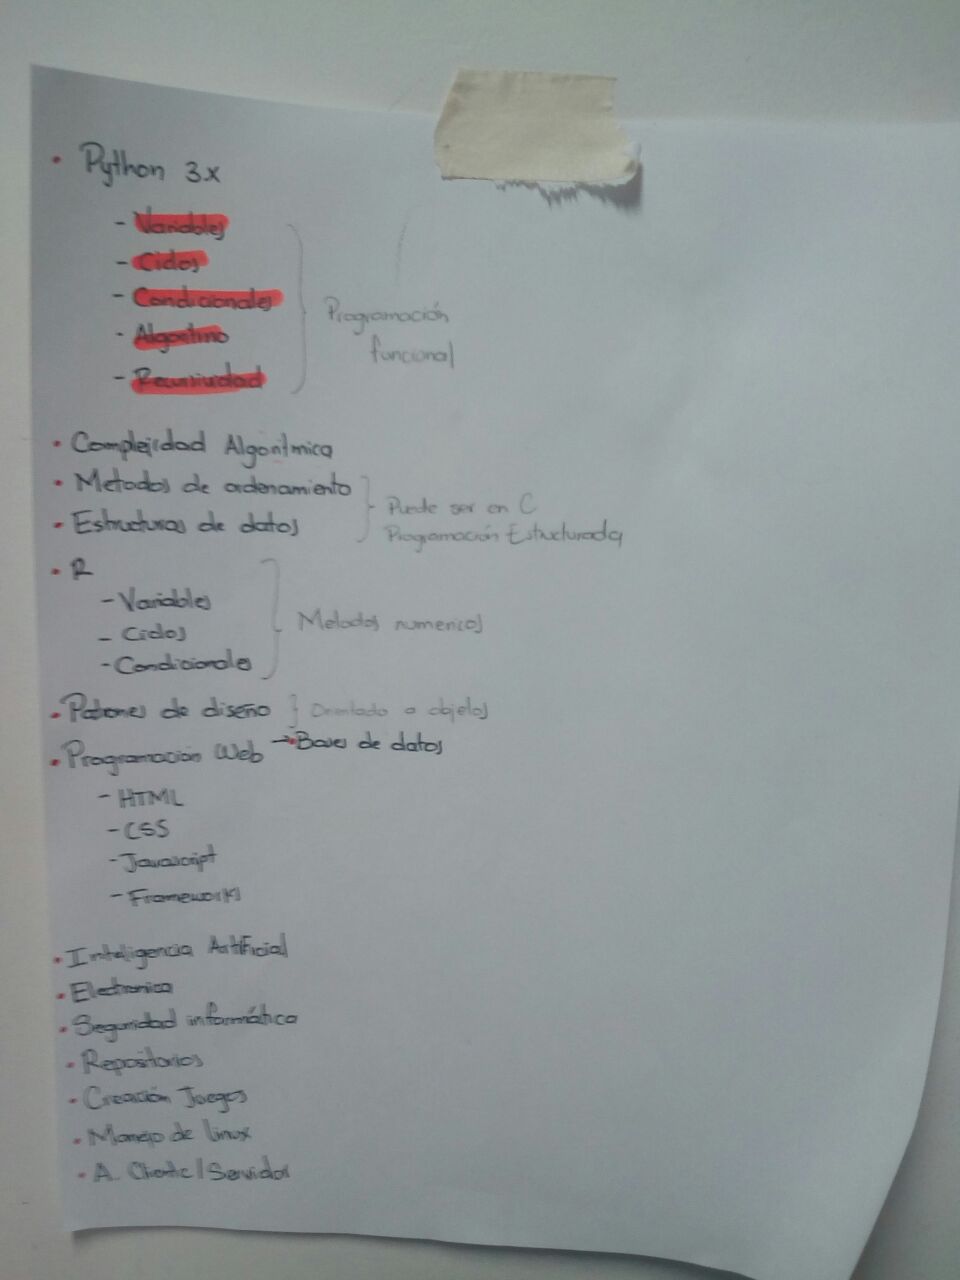 • Python 3.x
- Variables
- Ciclos
- Condicionales
- Algoritmo
- Recursividad
Programación
funcional
• Complejidad Algorítmica
• Metodos de ordenamiento
• Estructuras de datos
Puede ser en C
Programación Estructurada
• R
- Variables
- Ciclos
- Condicionales
Metodos numericos
• Patrones de diseño } Orientado a objetos
• Programación Web → • Bases de datos
- HTML
- CSS
- Javascript
- Frameworks
• Inteligencia Artificial
• Electronica
• Seguridad informática
• Repositorios
• Creación Juegos
• Manejo de linux
• A. Cliente/Servidor